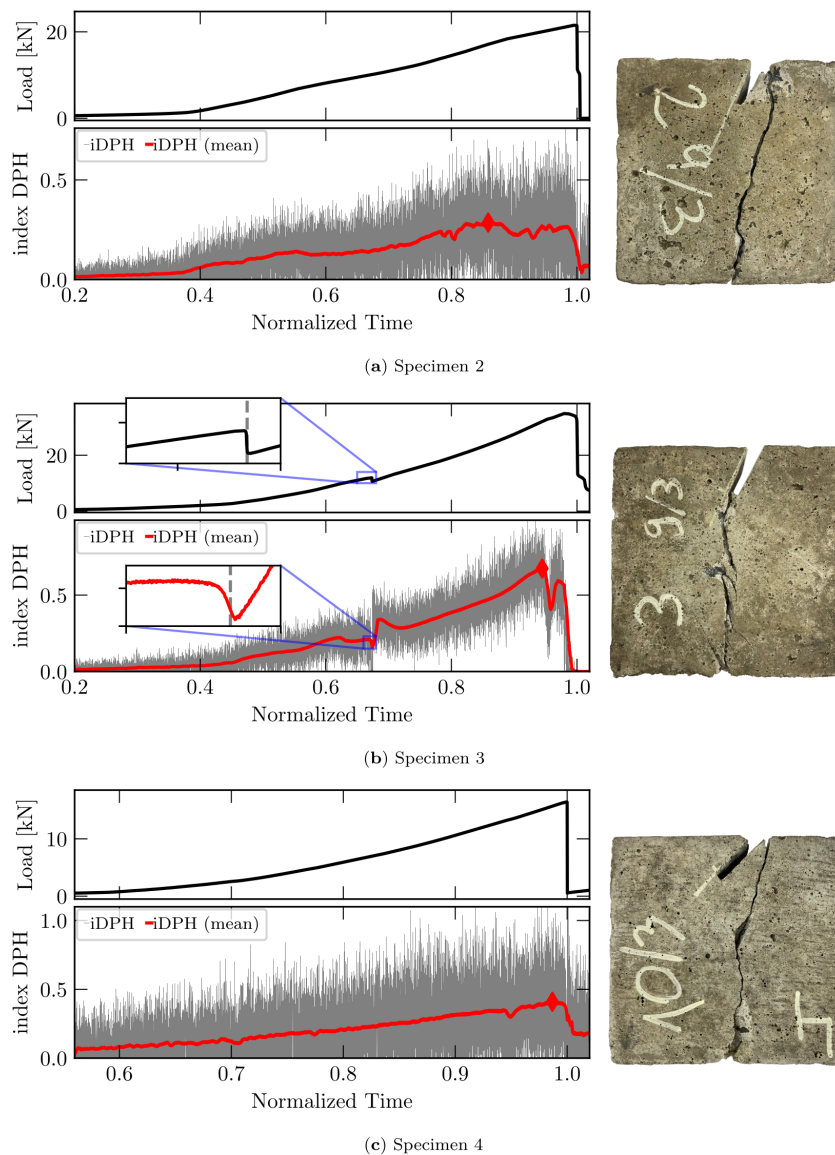 Load [kN]
20
0
index DPH
iDPH iDPH (mean)
0.5
0.0
0.2 0.4 0.6 0.8 1.0
Normalized Time
(a) Specimen 2
Load [kN]
20
0
index DPH
iDPH iDPH (mean)
0.5
0.0
0.2 0.4 0.6 0.8 1.0
Normalized Time
3 9/3
(b) Specimen 3
Load [kN]
10
0
index DPH
iDPH iDPH (mean)
1.0
0.5
0.0
0.6 0.7 0.8 0.9 1.0
Normalized Time
10/3
I
(c) Specimen 4